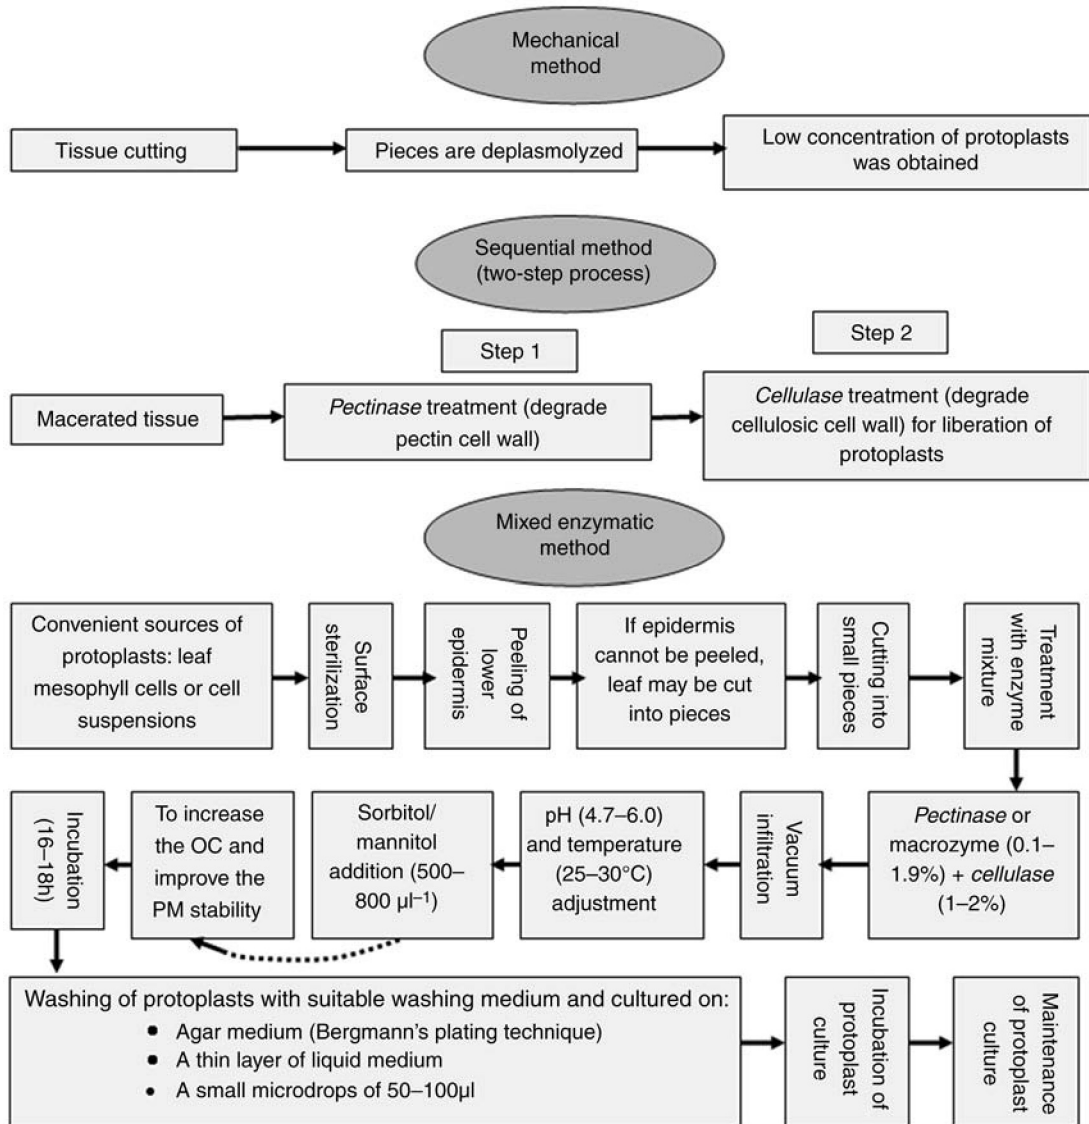 Mechanical
method
Tissue cutting
Pieces are deplasmolyzed
Low concentration of protoplasts
was obtained
Sequential method
(two-step process)
Step 1
Step 2
Macerated tissue
Pectinase treatment (degrade
pectin cell wall)
Cellulase treatment (degrade
cellulosic cell wall) for liberation of
protoplasts
Mixed enzymatic
method
Convenient sources of
protoplasts: leaf
mesophyll cells or cell
suspensions
Surface
sterilization
Peeling of
lower
epidermis
If epidermis
cannot be peeled,
leaf may be cut
into pieces
Cutting into
small pieces
Treatment
with enzyme
mixture
Pectinase or
macrozyme (0.1–
1.9%) + cellulase
(1–2%)
Vacuum
infiltration
pH (4.7–6.0)
and temperature
(25–30°C)
adjustment
Sorbitol/
mannitol
addition (500–
800 µl⁻¹)
To increase
the OC and
improve the
PM stability
Incubation
(16–18h)
Washing of protoplasts with suitable washing medium and cultured on:
• Agar medium (Bergmann's plating technique)
• A thin layer of liquid medium
• A small microdrops of 50–100µl
Incubation of
protoplast
culture
Maintenance
of protoplast
culture